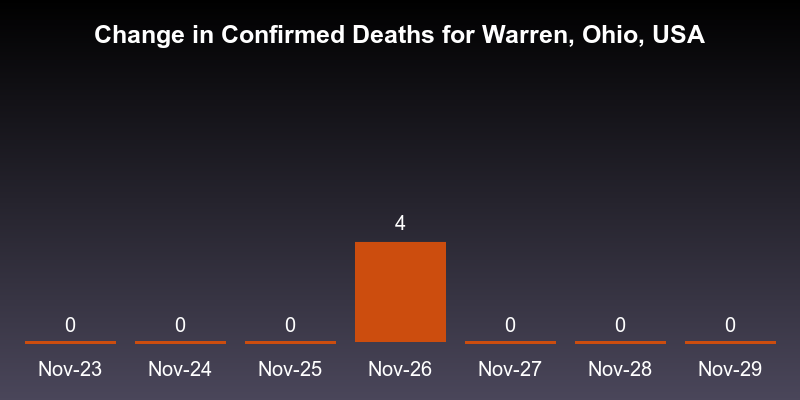 Change in Confirmed Deaths for Warren, Ohio, USA
4
0 0 0 0 0 0
Nov-23 Nov-24 Nov-25 Nov-26 Nov-27 Nov-28 Nov-29